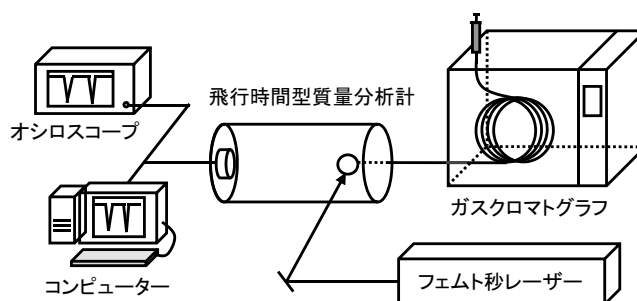 飛行時間型質量分析計
オシロスコープ
ガスクロマトグラフ
コンピューター
フェムト秒レーザー